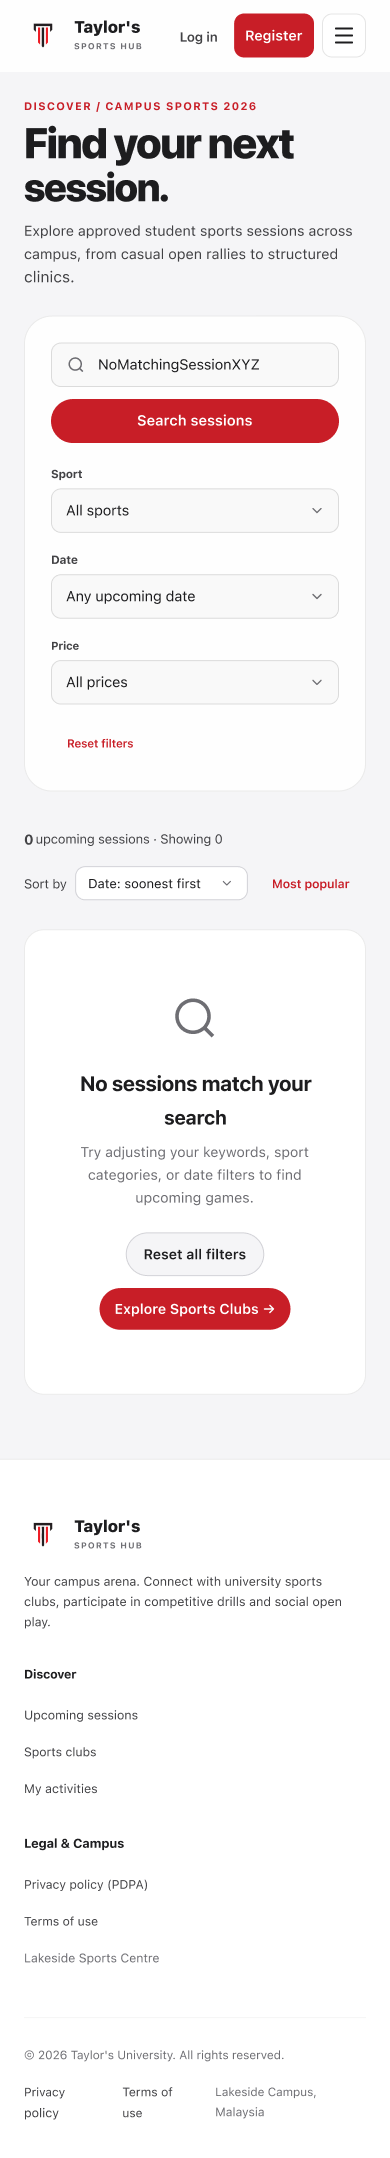 Taylor's
SPORTS HUB
Log in
Register
DISCOVER / CAMPUS SPORTS 2026
Find your next
session.
Explore approved student sports sessions across
campus, from casual open rallies to structured
clinics.
NoMatchingSessionXYZ
Search sessions
Sport
All sports
Date
Any upcoming date
Price
All prices
Reset filters
0 upcoming sessions · Showing 0
Sort by
Date: soonest first
Most popular
No sessions match your
search
Try adjusting your keywords, sport
categories, or date filters to find
upcoming games.
Reset all filters
Explore Sports Clubs →
Taylor's
SPORTS HUB
Your campus arena. Connect with university sports
clubs, participate in competitive drills and social open
play.
Discover
Upcoming sessions
Sports clubs
My activities
Legal & Campus
Privacy policy (PDPA)
Terms of use
Lakeside Sports Centre
© 2026 Taylor's University. All rights reserved.
Privacy
policy
Terms of
use
Lakeside Campus,
Malaysia